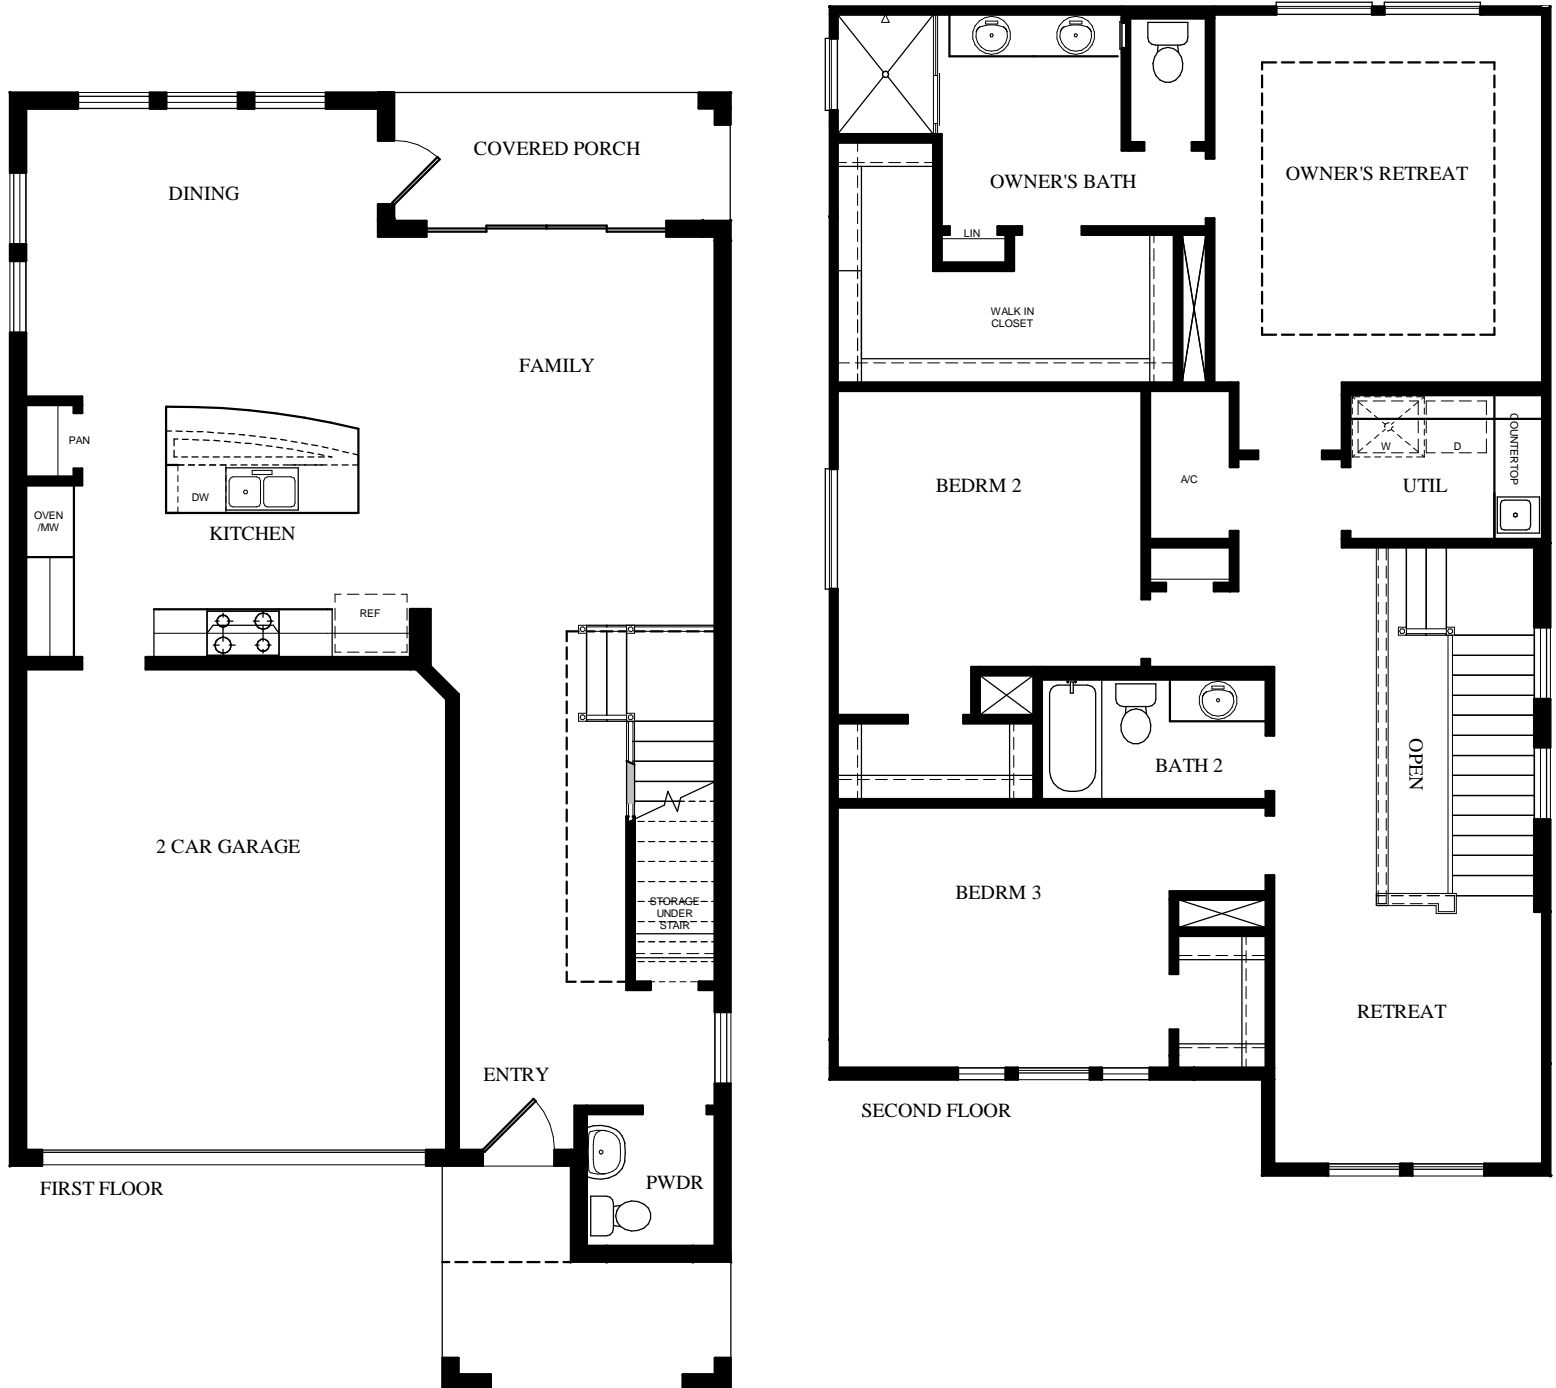 COVERED PORCH
DINING
FAMILY
PAN
OVEN
/MW
DW
KITCHEN
REF
2 CAR GARAGE
STORAGE
UNDER
STAIR
ENTRY
PWDR
FIRST FLOOR
OWNER'S BATH
OWNER'S RETREAT
LIN
WALK IN
CLOSET
BEDRM 2
A/C
W
D
COUNTERTOP
UTIL
OPEN
BATH 2
BEDRM 3
RETREAT
SECOND FLOOR